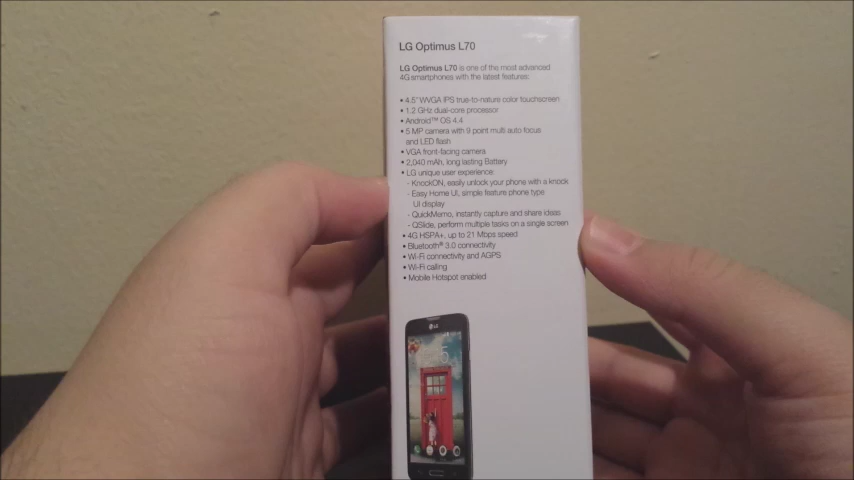 LG Optimus L70
LG Optimus L70 is one of the most advanced
4G smartphones with the latest features:
• 4.5" WVGA IPS true-to-nature color touchscreen
• 1.2 GHz dual-core processor
• Android™ OS 4.4
• 5 MP camera with 9 point multi auto focus
and LED flash
• VGA front-facing camera
• 2,040 mAh, long lasting Battery
• LG unique user experience:
- KnockON, easily unlock your phone with a knock
- Easy Home UI, simple feature phone type
UI display
- QuickMemo, instantly capture and share ideas
- QSlide, perform multiple tasks on a single screen
• 4G HSPA+, up to 21 Mbps speed
• Bluetooth® 3.0 connectivity
• Wi-Fi connectivity and AGPS
• Wi-Fi calling
• Mobile Hotspot enabled
LG